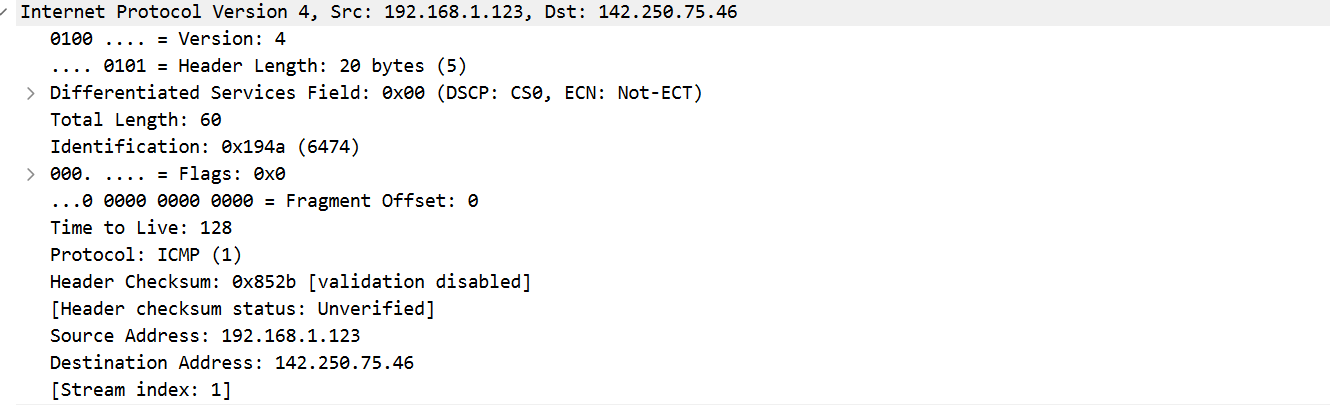 Internet Protocol Version 4, Src: 192.168.1.123, Dst: 142.250.75.46
0100 .... = Version: 4
.... 0101 = Header Length: 20 bytes (5)
Differentiated Services Field: 0x00 (DSCP: CS0, ECN: Not-ECT)
Total Length: 60
Identification: 0x194a (6474)
000. .... = Flags: 0x0
...0 0000 0000 0000 = Fragment Offset: 0
Time to Live: 128
Protocol: ICMP (1)
Header Checksum: 0x852b [validation disabled]
[Header checksum status: Unverified]
Source Address: 192.168.1.123
Destination Address: 142.250.75.46
[Stream index: 1]